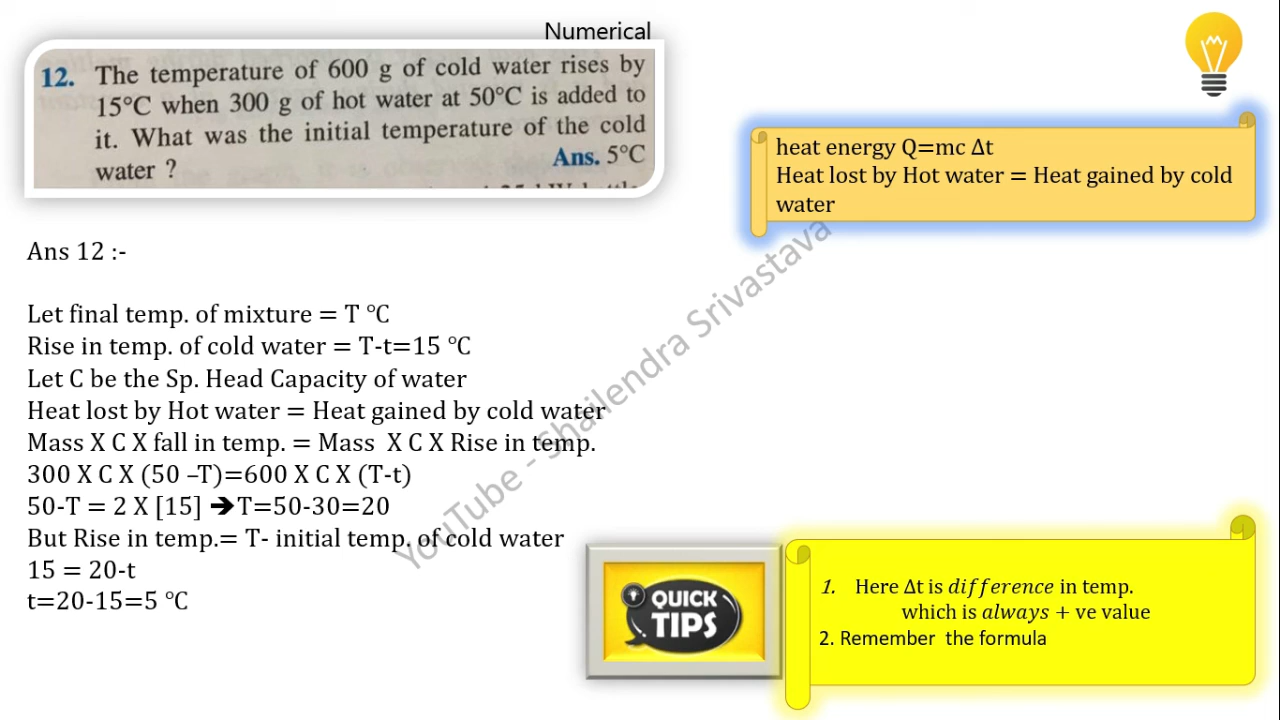 Numerical
12. The temperature of 600 g of cold water rises by
15°C when 300 g of hot water at 50°C is added to
it. What was the initial temperature of the cold
water ?
Ans. 5°C
heat energy Q=mc Δt
Heat lost by Hot water = Heat gained by cold
water
Ans 12 :-
Let final temp. of mixture = T °C
Rise in temp. of cold water = T-t=15 °C
Let C be the Sp. Head Capacity of water
Heat lost by Hot water = Heat gained by cold water
Mass X C X fall in temp. = Mass X C X Rise in temp.
300 X C X (50 –T)=600 X C X (T-t)
50-T = 2 X [15] ➔T=50-30=20
But Rise in temp.= T- initial temp. of cold water
15 = 20-t
t=20-15=5 °C
YouTube - Shailendra Srivastava
QUICK
TIPS
1. Here Δt is difference in temp.
which is always + ve value
2. Remember the formula